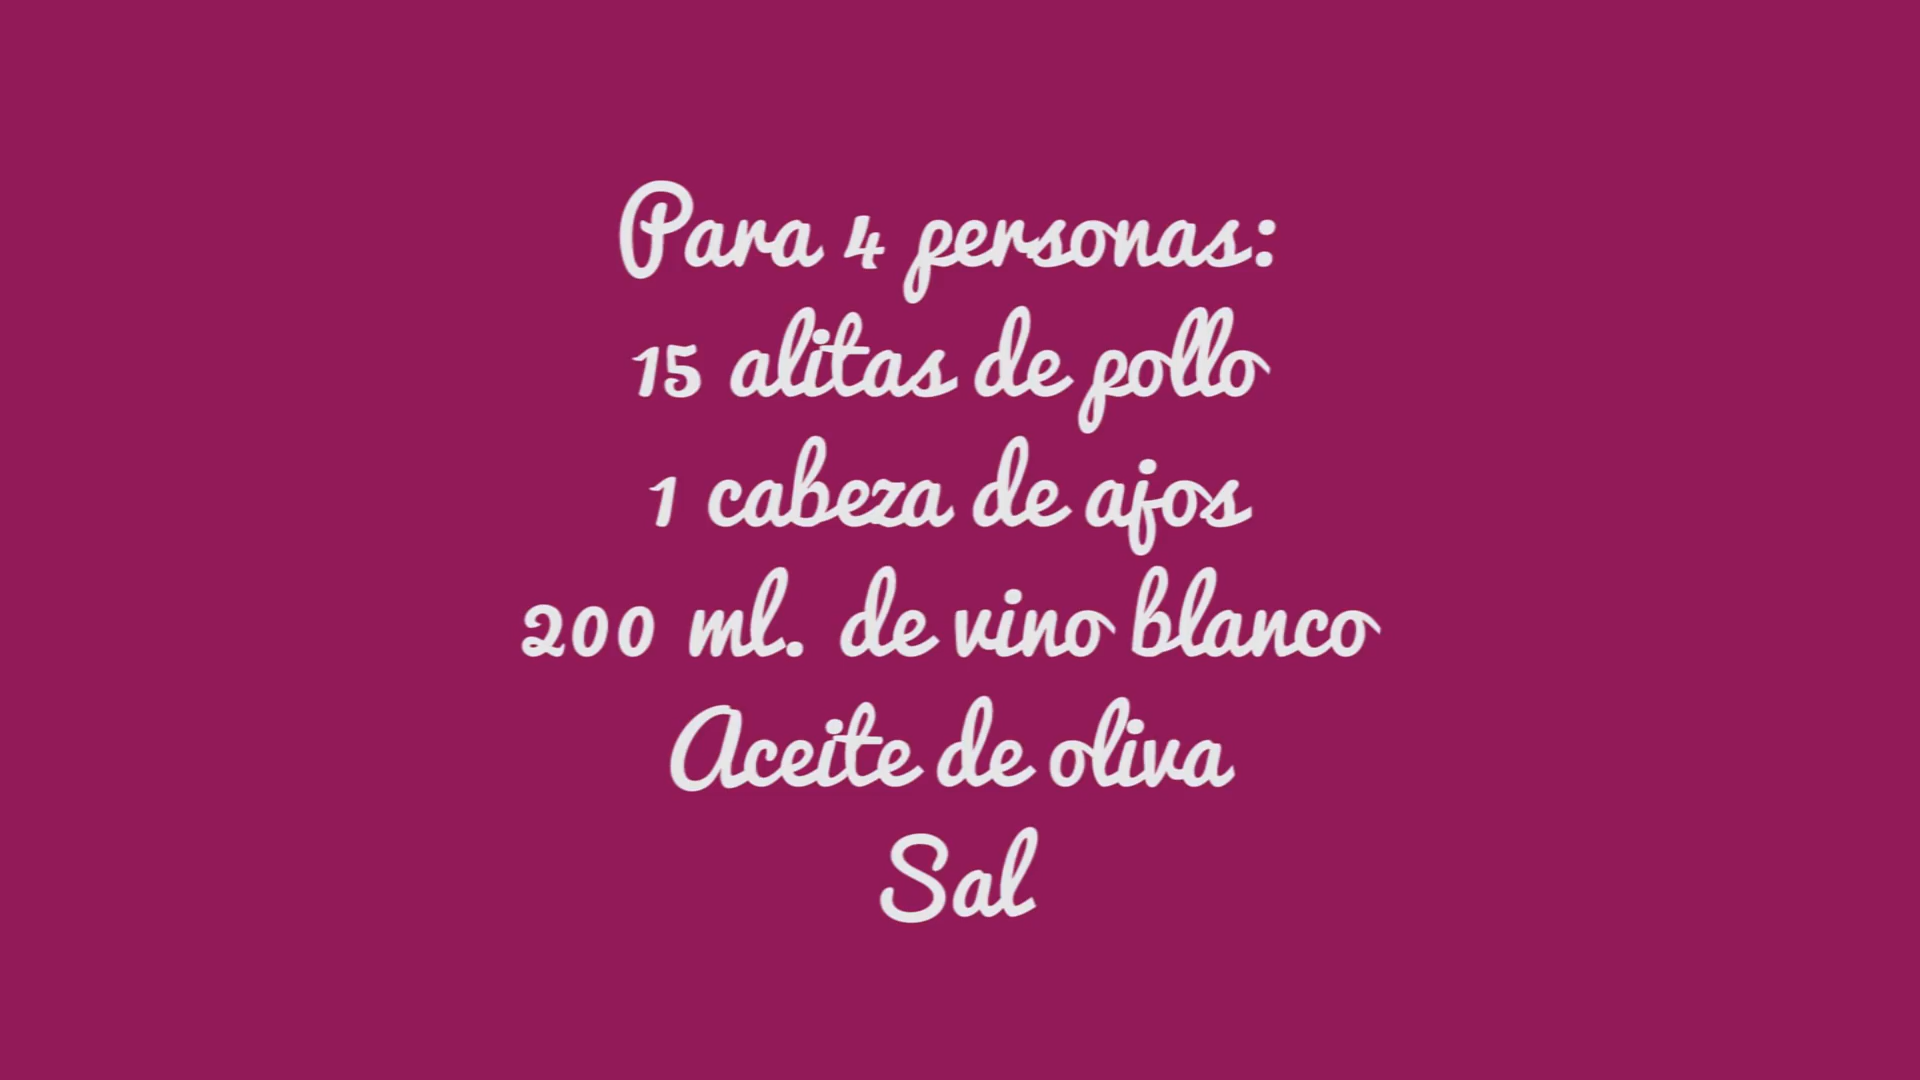 Para 4 personas:
15 alitas de pollo
1 cabeza de ajos
200 ml. de vino blanco
Aceite de oliva
Sal